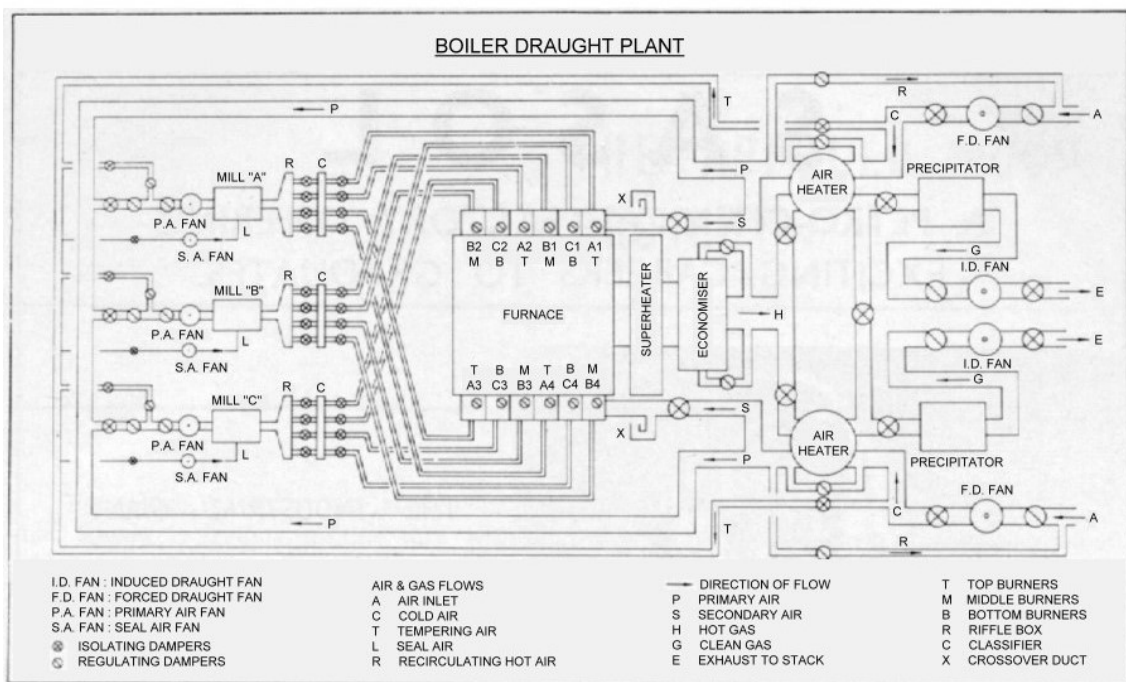 BOILER DRAUGHT PLANT
P
T
R
C
A
F.D. FAN
R C
MILL "A"
P
AIR
HEATER
PRECIPITATOR
P.A. FAN
L
S. A. FAN
X
S
B2 C2 A2 B1 C1 A1
M B T M B T
G
I.D. FAN
E
R C
MILL "B"
P.A. FAN
L
S.A. FAN
FURNACE
SUPERHEATER
ECONOMISER
H
E
I.D. FAN
G
T B M T B M
A3 C3 B3 A4 C4 B4
R C
MILL "C"
P.A. FAN
L
S.A. FAN
X
S
P
AIR
HEATER
PRECIPITATOR
F.D. FAN
C
A
P
T
R
I.D. FAN : INDUCED DRAUGHT FAN
F.D. FAN : FORCED DRAUGHT FAN
P.A. FAN : PRIMARY AIR FAN
S.A. FAN : SEAL AIR FAN
ISOLATING DAMPERS
REGULATING DAMPERS
AIR & GAS FLOWS
A AIR INLET
C COLD AIR
T TEMPERING AIR
L SEAL AIR
R RECIRCULATING HOT AIR
DIRECTION OF FLOW
P PRIMARY AIR
S SECONDARY AIR
H HOT GAS
G CLEAN GAS
E EXHAUST TO STACK
T TOP BURNERS
M MIDDLE BURNERS
B BOTTOM BURNERS
R RIFFLE BOX
C CLASSIFIER
X CROSSOVER DUCT